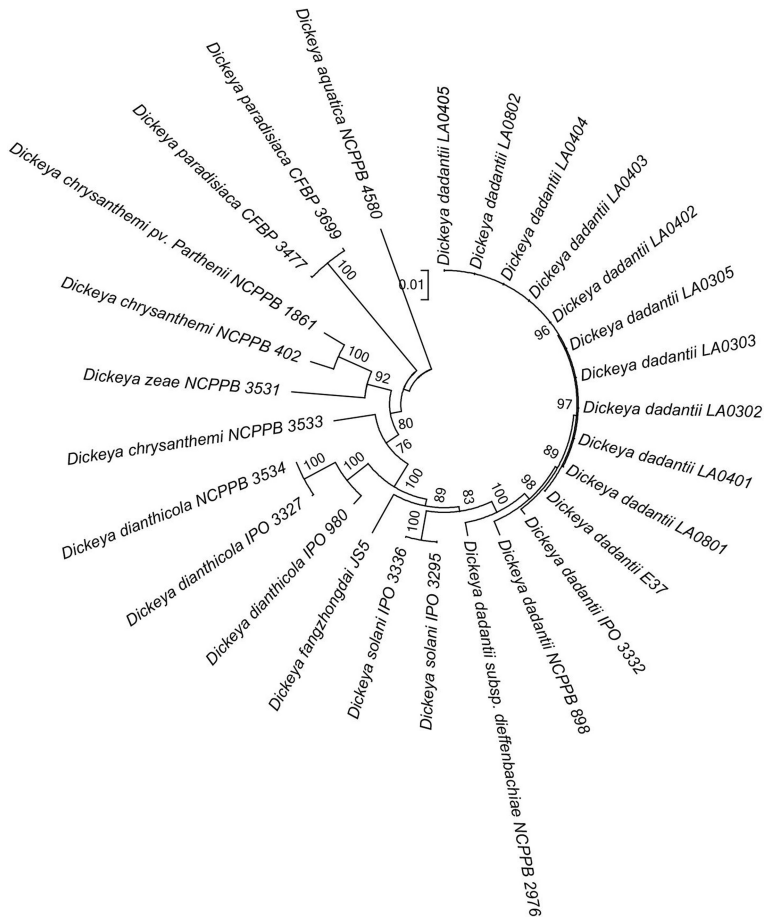 Dickeya aquatica NCPPB 4580
Dickeya dadantii LA0405
Dickeya dadantii LA0802
Dickeya dadantii LA0404
Dickeya dadantii LA0403
Dickeya dadantii LA0402
Dickeya dadantii LA0305
Dickeya dadantii LA0303
Dickeya dadantii LA0302
Dickeya dadantii LA0401
Dickeya dadantii LA0801
Dickeya dadantii E37
Dickeya dadantii IPO 3332
Dickeya dadantii NCPPB 898
Dickeya dadantii subsp. dieffenbachiae NCPPB 2976
Dickeya solani IPO 3295
Dickeya solani IPO 3336
Dickeya fangzhongdai JS5
Dickeya dianthicola IPO 980
Dickeya dianthicola IPO 3327
Dickeya dianthicola NCPPB 3534
Dickeya chrysanthemi NCPPB 3533
Dickeya zeae NCPPB 3531
Dickeya chrysanthemi NCPPB 402
Dickeya chrysanthemi pv. Parthenii NCPPB 1861
Dickeya paradisiaca CFBP 3477
Dickeya paradisiaca CFBP 3699
100
0.01
96
97
89
98
100
83
89
100
100
100
100
76
80
92
100